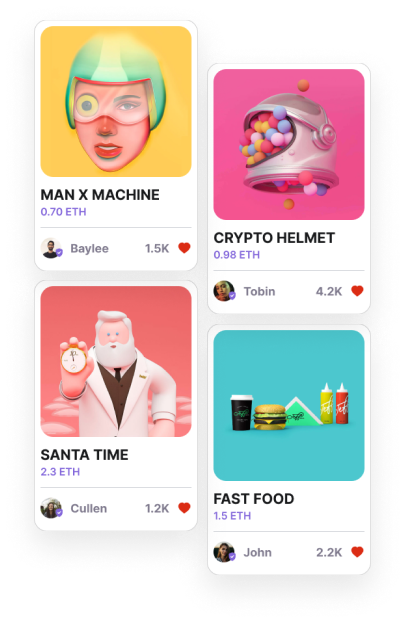 MAN X MACHINE
0.70 ETH
Baylee 1.5K
CRYPTO HELMET
0.98 ETH
Tobin 4.2K
SANTA TIME
2.3 ETH
Cullen 1.2K
FAST FOOD
1.5 ETH
John 2.2K